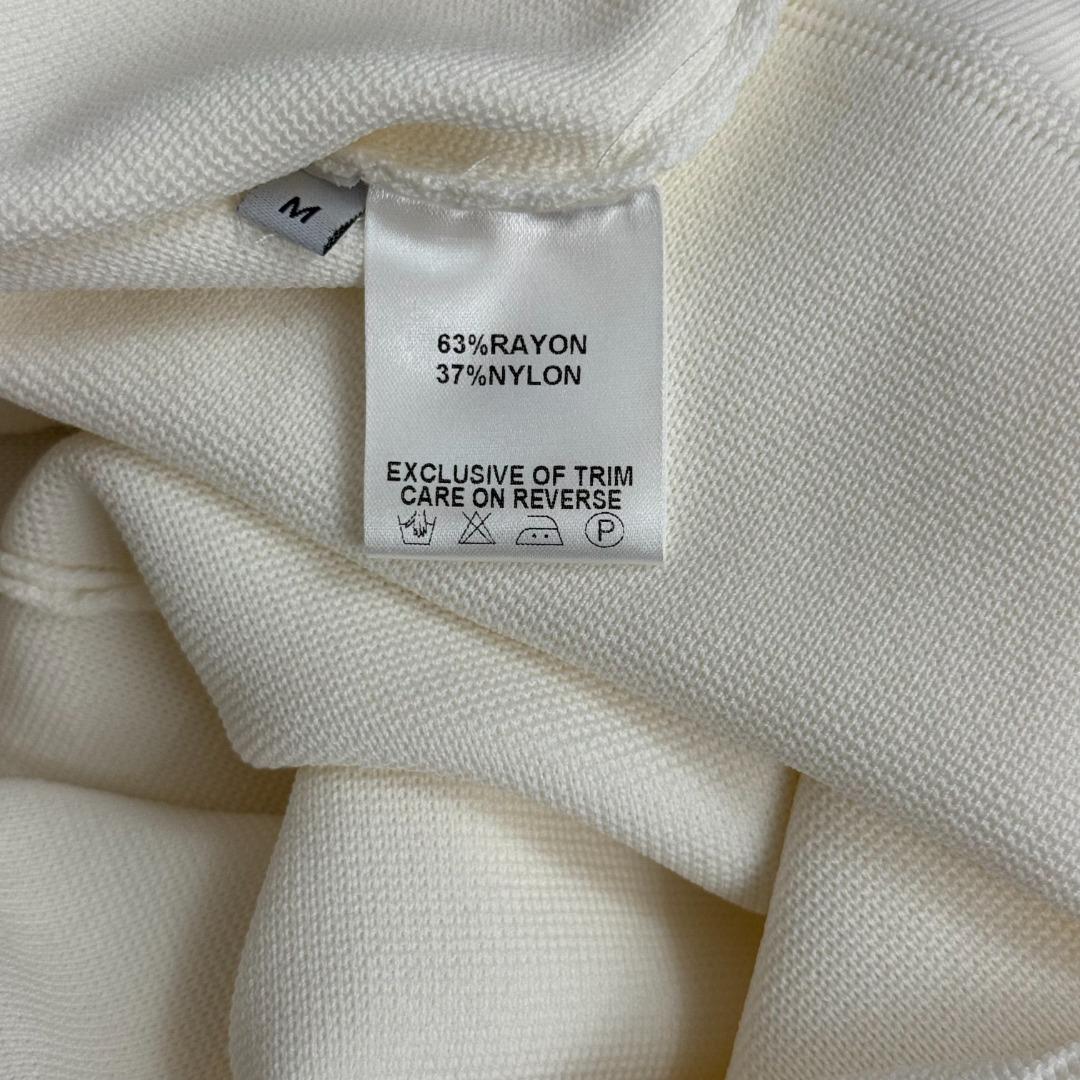 M
63%RAYON
37%NYLON
EXCLUSIVE OF TRIM
CARE ON REVERSE
P